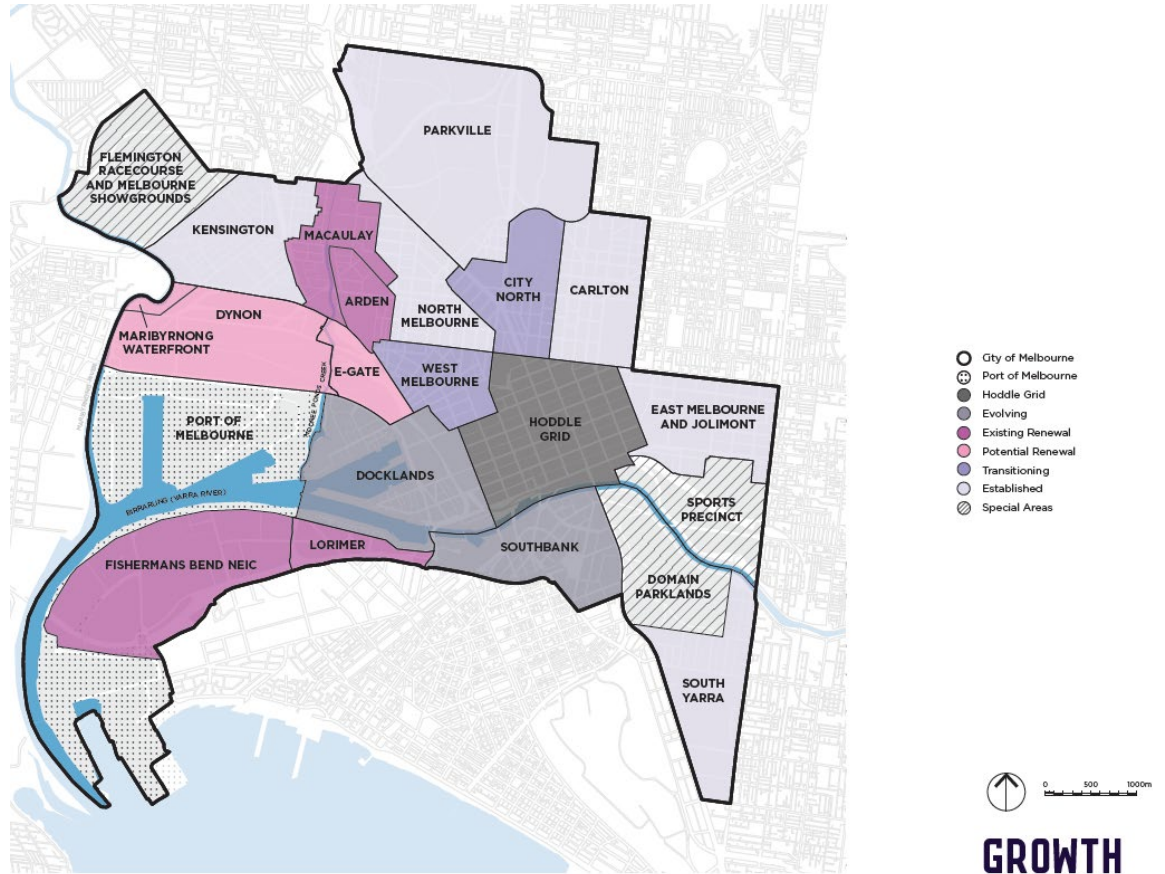 PARKVILLE
FLEMINGTON
RACECOURSE
AND MELBOURNE
SHOWGROUNDS
KENSINGTON
MACAULAY
CITY
NORTH
CARLTON
ARDEN
NORTH
MELBOURNE
DYNON
MARIBYRNONG
WATERFRONT
E-GATE
WEST
MELBOURNE
MOONEE PONDS CREEK
PORT OF
MELBOURNE
HODDLE
GRID
EAST MELBOURNE
AND JOLIMONT
DOCKLANDS
BIRRARUNG (YARRA RIVER)
SPORTS
PRECINCT
LORIMER
SOUTHBANK
FISHERMANS BEND NEIC
DOMAIN
PARKLANDS
SOUTH
YARRA
City of Melbourne
Port of Melbourne
Hoddle Grid
Evolving
Existing Renewal
Potential Renewal
Transitioning
Established
Special Areas
0 500 1000m
GROWTH